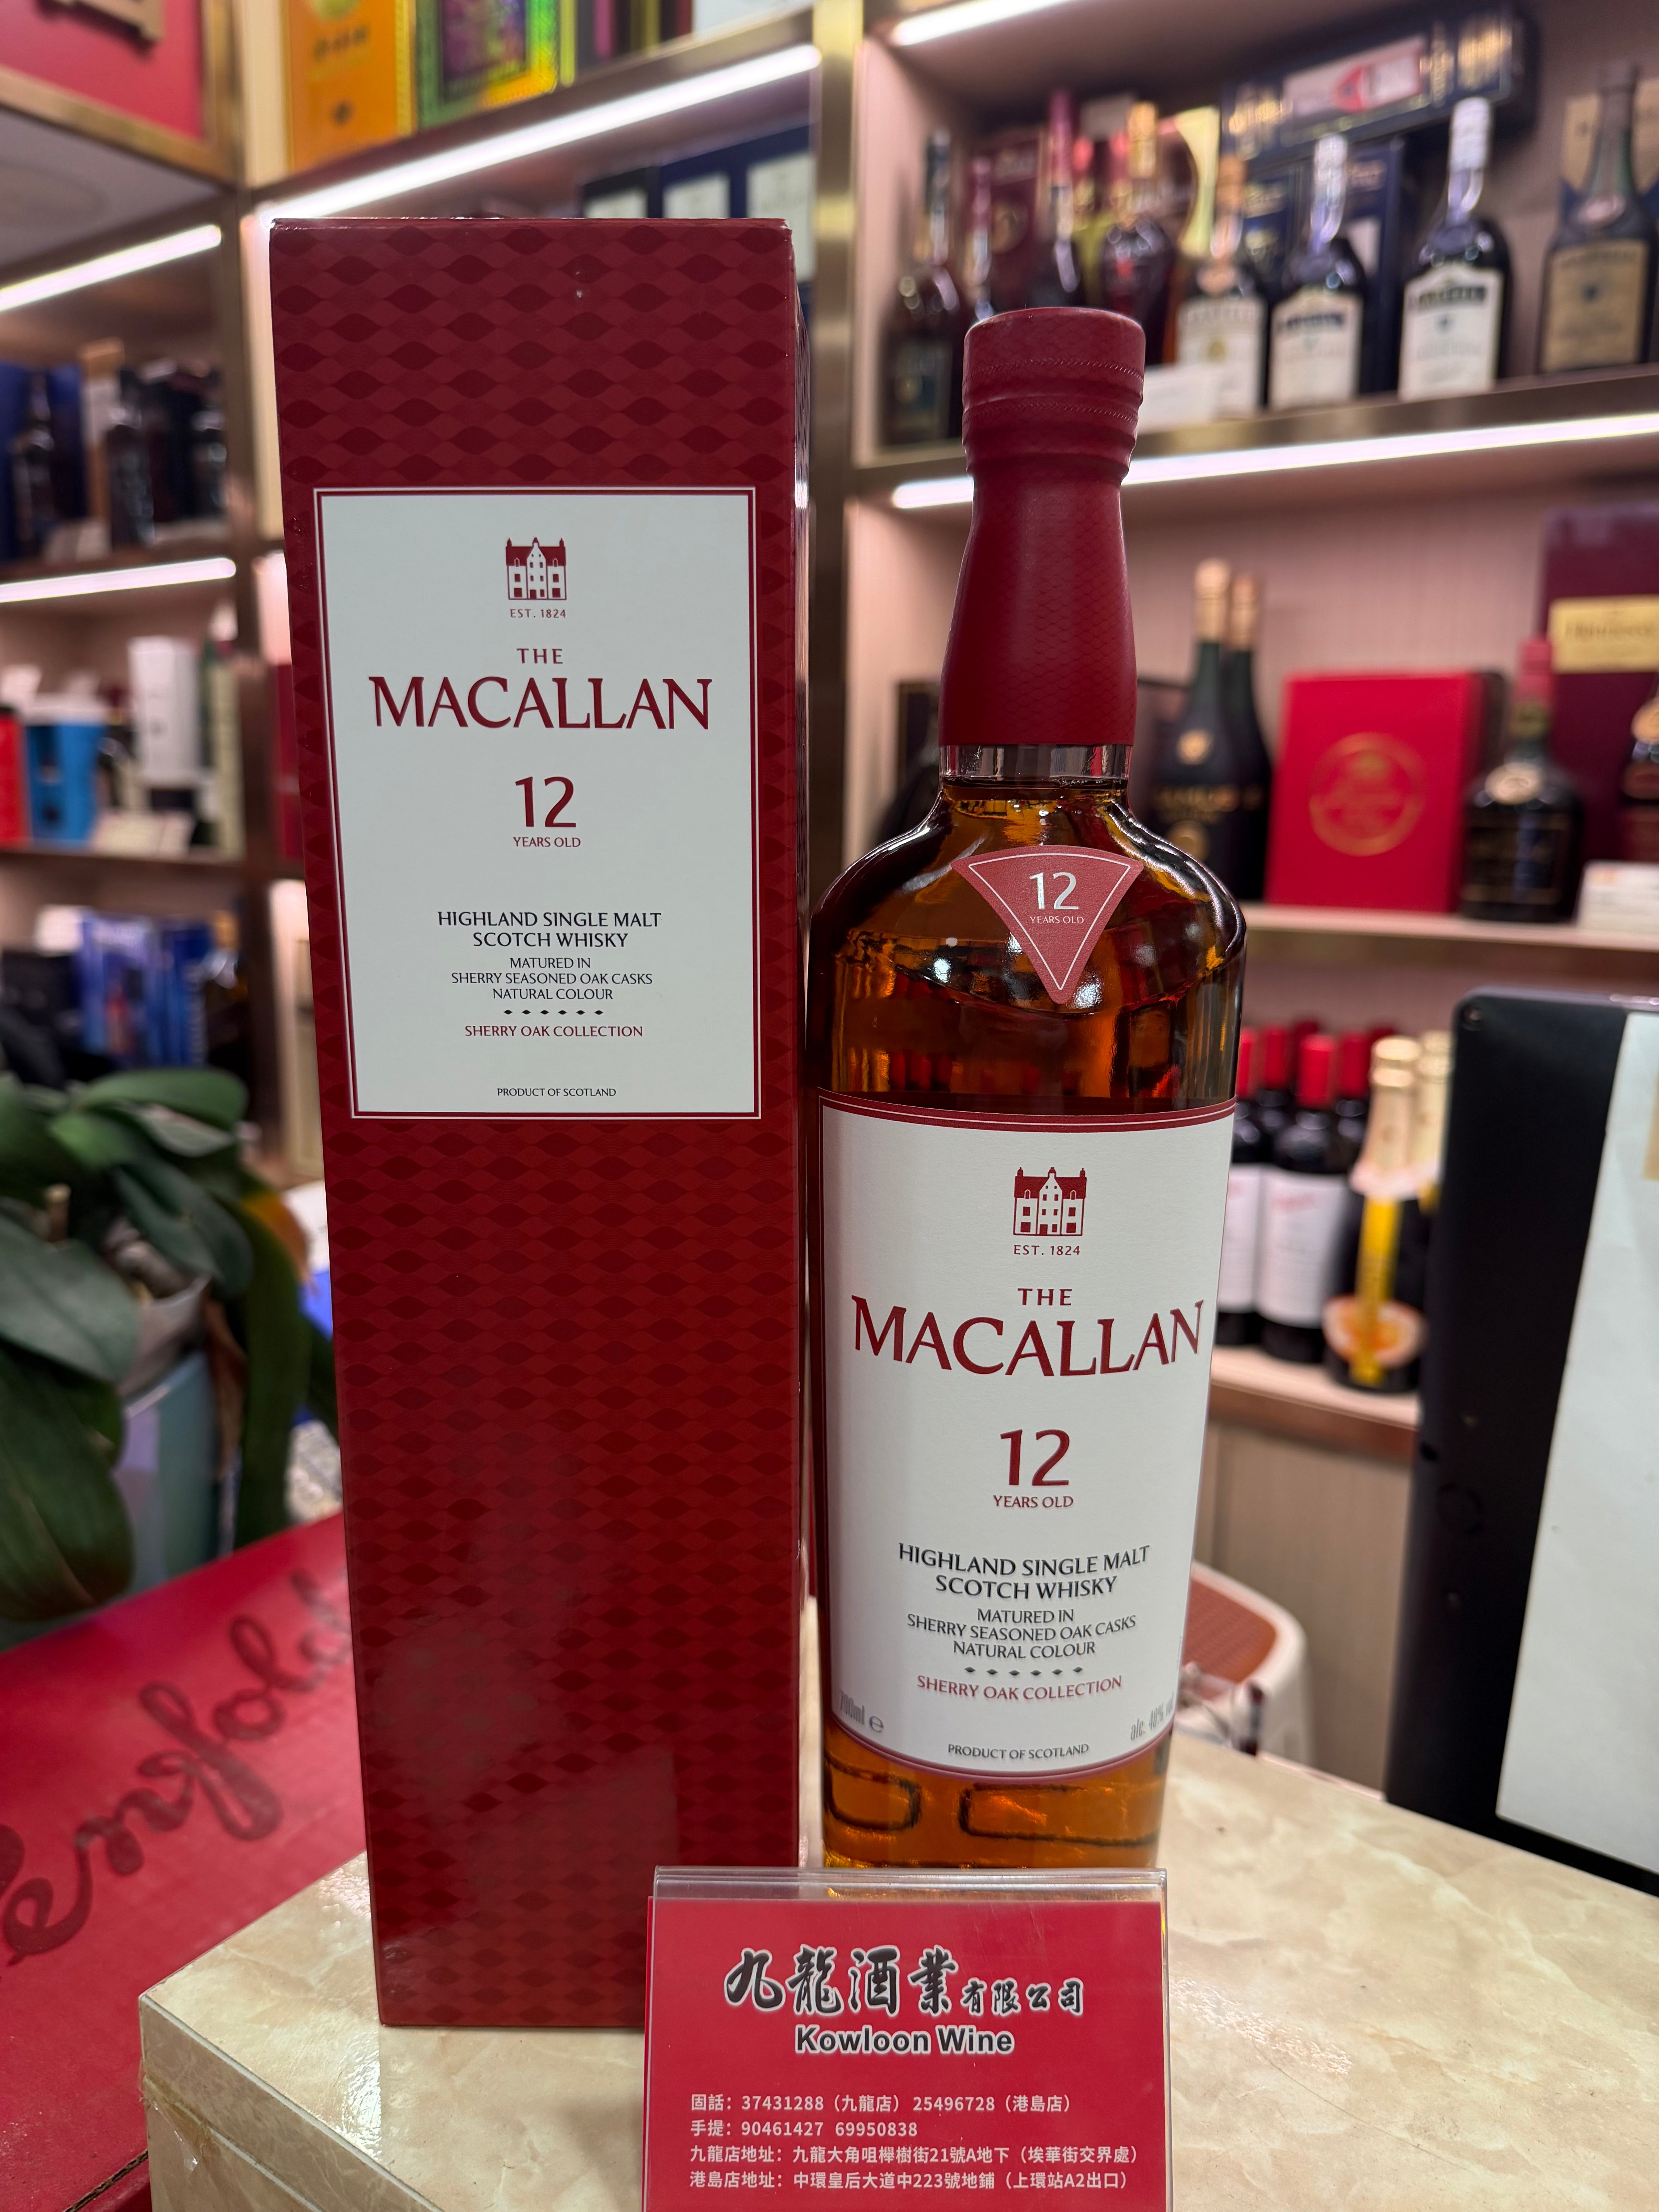 EST. 1824
THE
MACALLAN
12
YEARS OLD
HIGHLAND SINGLE MALT
SCOTCH WHISKY
MATURED IN
SHERRY SEASONED OAK CASKS
NATURAL COLOUR
SHERRY OAK COLLECTION
PRODUCT OF SCOTLAND
12
YEARS OLD
EST. 1824
THE
MACALLAN
12
YEARS OLD
HIGHLAND SINGLE MALT
SCOTCH WHISKY
MATURED IN
SHERRY SEASONED OAK CASKS
NATURAL COLOUR
SHERRY OAK COLLECTION
700ml e
alc. 40%
PRODUCT OF SCOTLAND
九龍酒業有限公司
Kowloon Wine
固話：37431288（九龍店） 25496728（港島店）
手提：90461427 69950838
九龍店地址：九龍大角咀櫸樹街21號A地下（埃華街交界處）
港島店地址：中環皇后大道中223號地鋪（上環站A2出口）